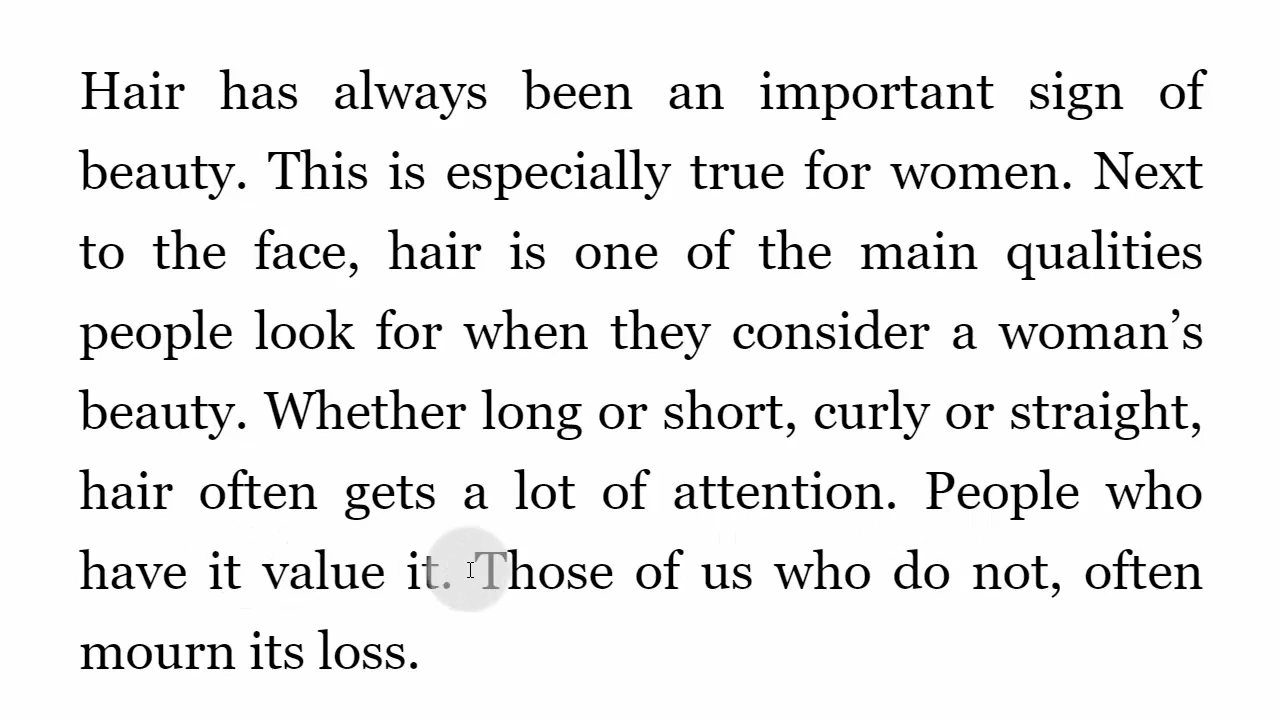 Hair has always been an important sign of
beauty. This is especially true for women. Next
to the face, hair is one of the main qualities
people look for when they consider a woman’s
beauty. Whether long or short, curly or straight,
hair often gets a lot of attention. People who
have it value it. Those of us who do not, often
mourn its loss.